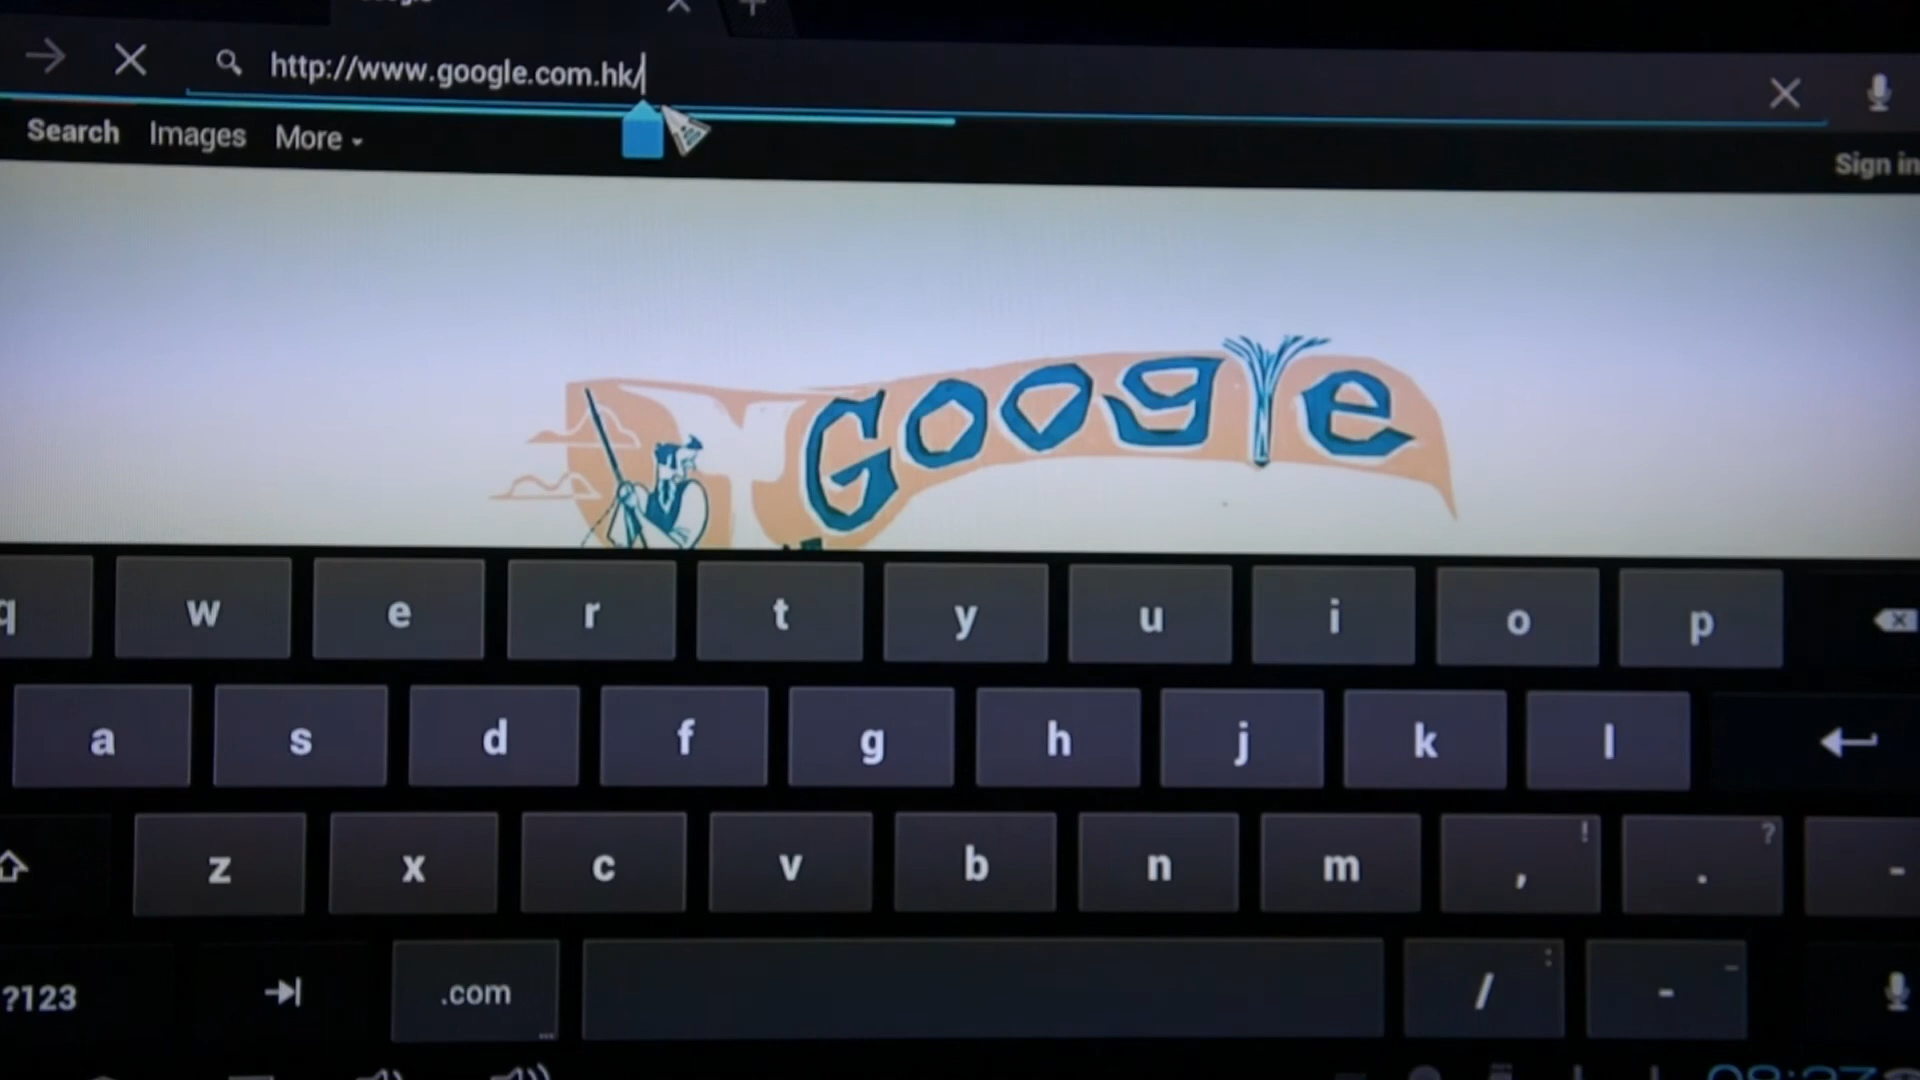 http://www.google.com.hk/
Search Images More
Sign in
Google
q w e r t y u i o p
a s d f g h j k l
z x c v b n m , ! . ? -
?123 .com ... / : - _